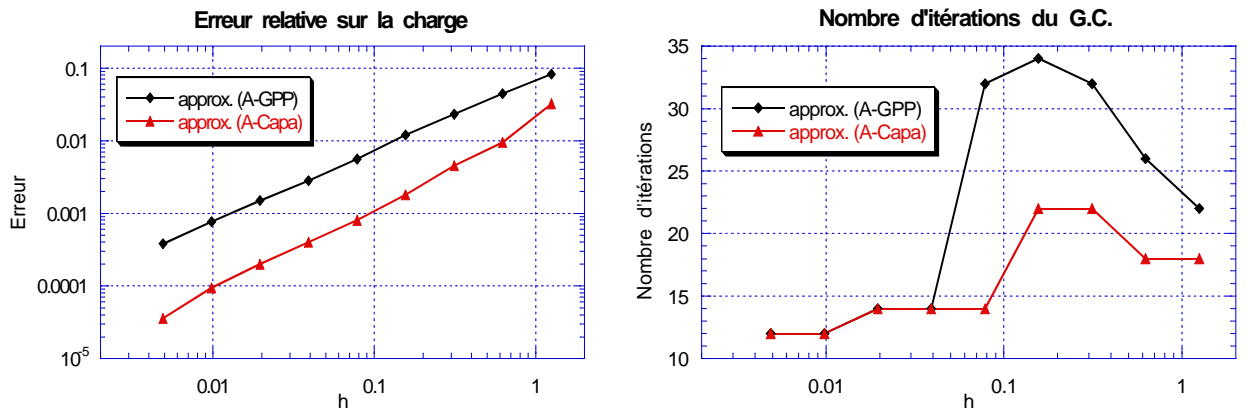 Erreur relative sur la charge
0.1
0.01
0.001
0.0001
10^-5
Erreur
approx. (A-GPP)
approx. (A-Capa)
0.01
0.1
1
h
Nombre d'itérations du G.C.
35
30
25
20
15
10
Nombre d'itérations
approx. (A-GPP)
approx. (A-Capa)
0.01
0.1
1
h